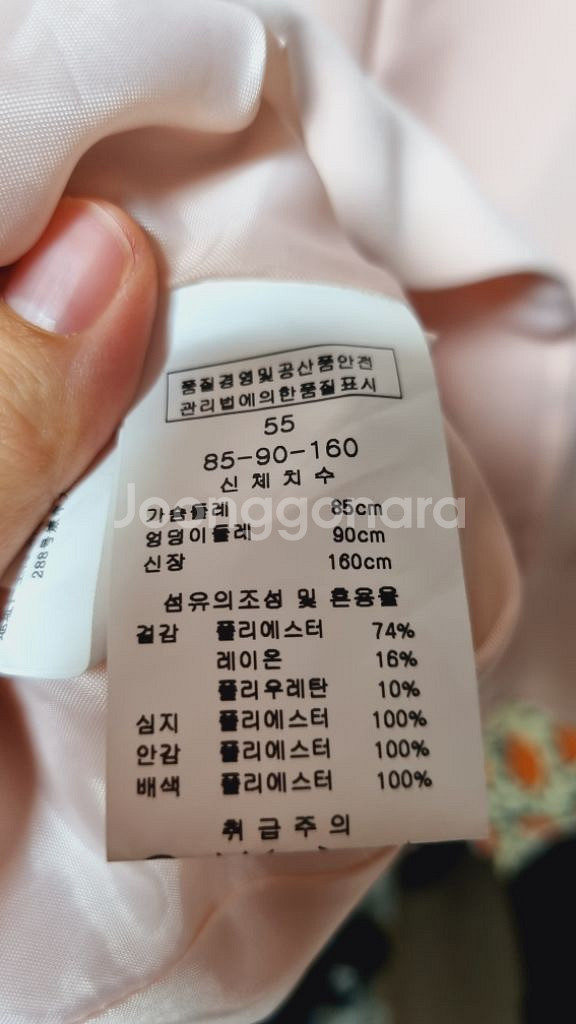 품질경영및공산품안전
관리법에의한품질표시
55
85-90-160
신체치수
가슴둘레 85cm
엉덩이둘레 90cm
신장 160cm
섬유의조성 및 혼용율
겉감 폴리에스터 74%
레이온 16%
폴리우레탄 10%
심지 폴리에스터 100%
안감 폴리에스터 100%
배색 폴리에스터 100%
취급주의
Joonggonara
288号